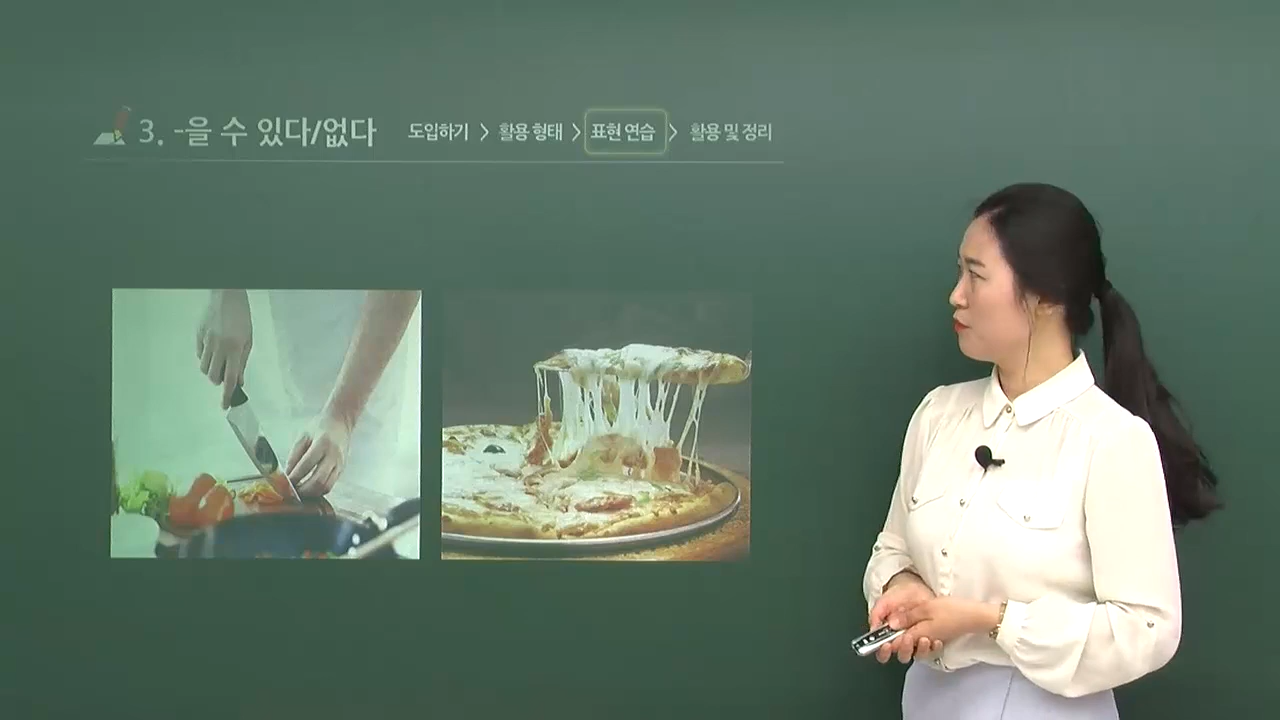 3. -을 수 있다/없다 도입하기 > 활용 형태 > 표현 연습 > 활용 및 정리